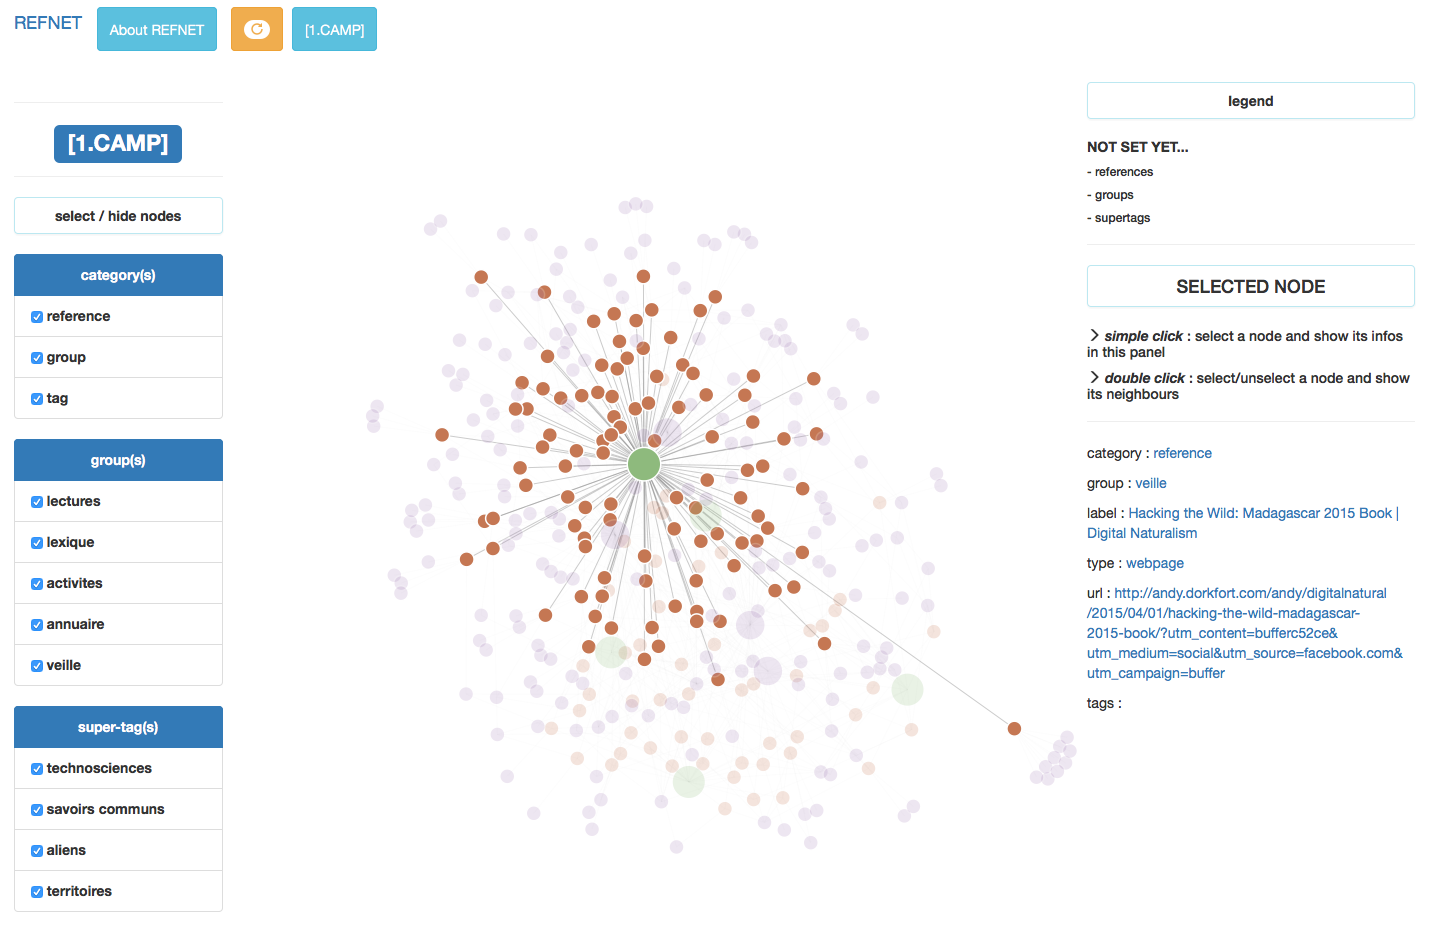 REFNET
About REFNET
[1.CAMP]
[1.CAMP]
select / hide nodes
category(s)
reference
group
tag
group(s)
lectures
lexique
activites
annuaire
veille
super-tag(s)
technosciences
savoirs communs
aliens
territoires
legend
NOT SET YET...
- references
- groups
- supertags
SELECTED NODE
simple click : select a node and show its infos
in this panel
double click : select/unselect a node and show
its neighbours
category : reference
group : veille
label : Hacking the Wild: Madagascar 2015 Book |
Digital Naturalism
type : webpage
url : http://andy.dorkfort.com/andy/digitalnatural
/2015/04/01/hacking-the-wild-madagascar-
2015-book/?utm_content=bufferc52ce&
utm_medium=social&utm_source=facebook.com&
utm_campaign=buffer
tags :